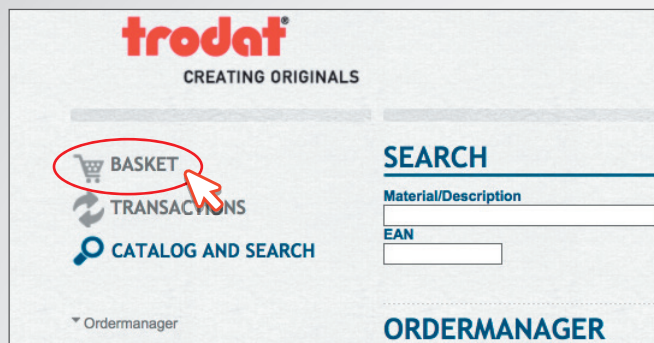 trodat®
CREATING ORIGINALS
BASKET
TRANSACTIONS
CATALOG AND SEARCH
Ordermanager
SEARCH
Material/Description
EAN
ORDERMANAGER